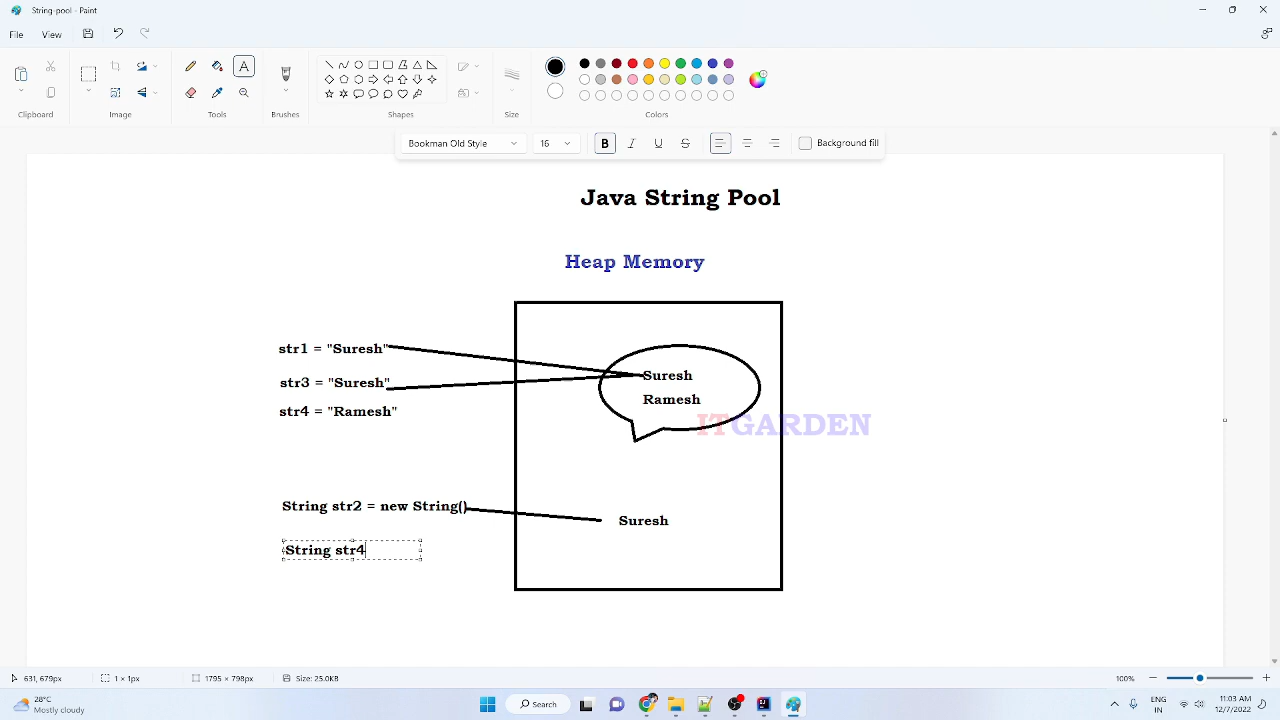 String-pool - Paint
File View
Clipboard Image Tools Brushes Shapes Size Colors
Bookman Old Style 16 B I U S Background fill
Java String Pool
Heap Memory
str1 = "Suresh"
str3 = "Suresh"
str4 = "Ramesh"
Suresh
Ramesh
ITGARDEN
String str2 = new String()
Suresh
String str4
631, 679px 1 × 1px 1795 × 798px Size: 25.0KB 100%
28°C
Mostly cloudy
Search
ENG
IN
11:03 AM
12/7/2022